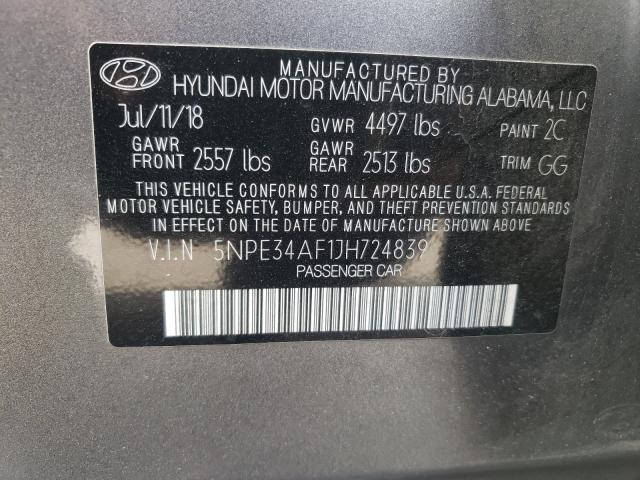 MANUFACTURED BY
HYUNDAI MOTOR MANUFACTURING ALABAMA, LLC
Jul/11/18 GVWR 4497 lbs PAINT 2C
GAWR FRONT 2557 lbs GAWR REAR 2513 lbs TRIM GG
THIS VEHICLE CONFORMS TO ALL APPLICABLE U.S.A. FEDERAL
MOTOR VEHICLE SAFETY, BUMPER, AND THEFT PREVENTION STANDARDS
IN EFFECT ON THE DATE OF MANUFACTURE SHOWN ABOVE
V.I.N 5NPE34AF1JH724839
PASSENGER CAR